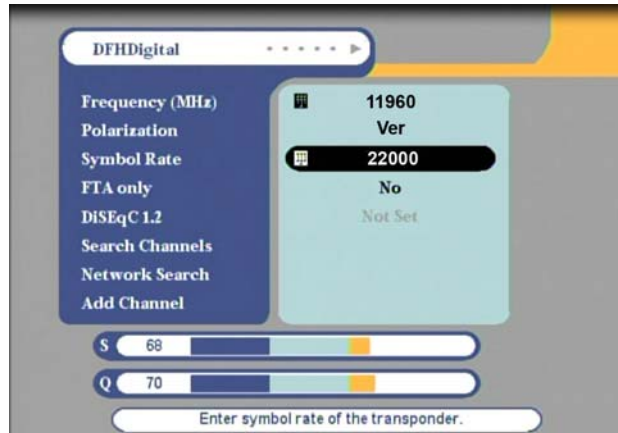 DFHDigital
Frequency (MHz) 11960
Polarization Ver
Symbol Rate 22000
FTA only No
DiSEqC 1.2 Not Set
Search Channels
Network Search
Add Channel
S 68
Q 70
Enter symbol rate of the transponder.